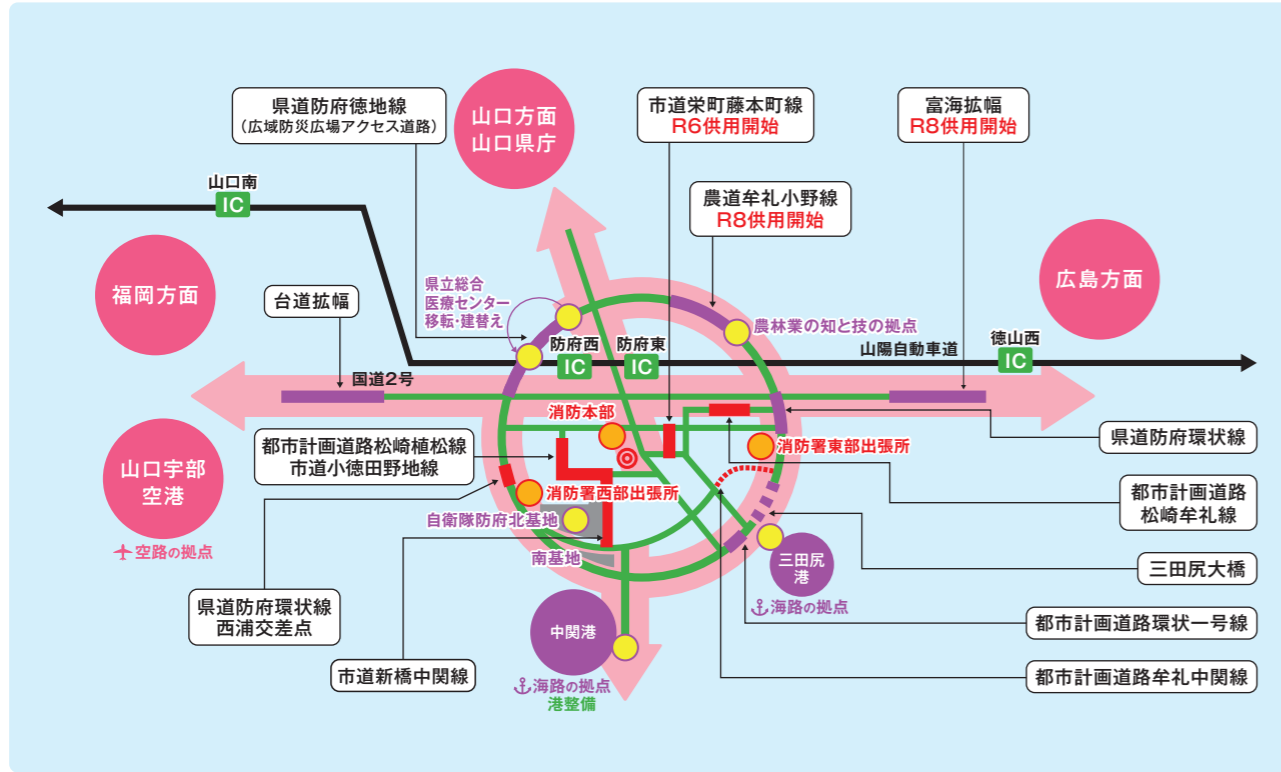 県道防府徳地線
（広域防災広場アクセス道路）
山口方面
山口県庁
市道栄町藤本町線
R6供用開始
富海拡幅
R8供用開始
山口南
IC
農道牟礼小野線
R8供用開始
福岡方面
広島方面
台道拡幅
県立総合
医療センター
移転・建替え
農林業の知と技の拠点
防府西
IC
防府東
IC
山陽自動車道
徳山西
IC
国道2号
消防本部
消防署東部出張所
県道防府環状線
都市計画道路松崎植松線
市道小徳田野地線
山口宇部
空港
空路の拠点
消防署西部出張所
自衛隊防府北基地
南基地
都市計画道路
松崎牟礼線
三田尻
港
海路の拠点
三田尻大橋
県道防府環状線
西浦交差点
中関港
都市計画道路環状一号線
市道新橋中関線
海路の拠点
港整備
都市計画道路牟礼中関線